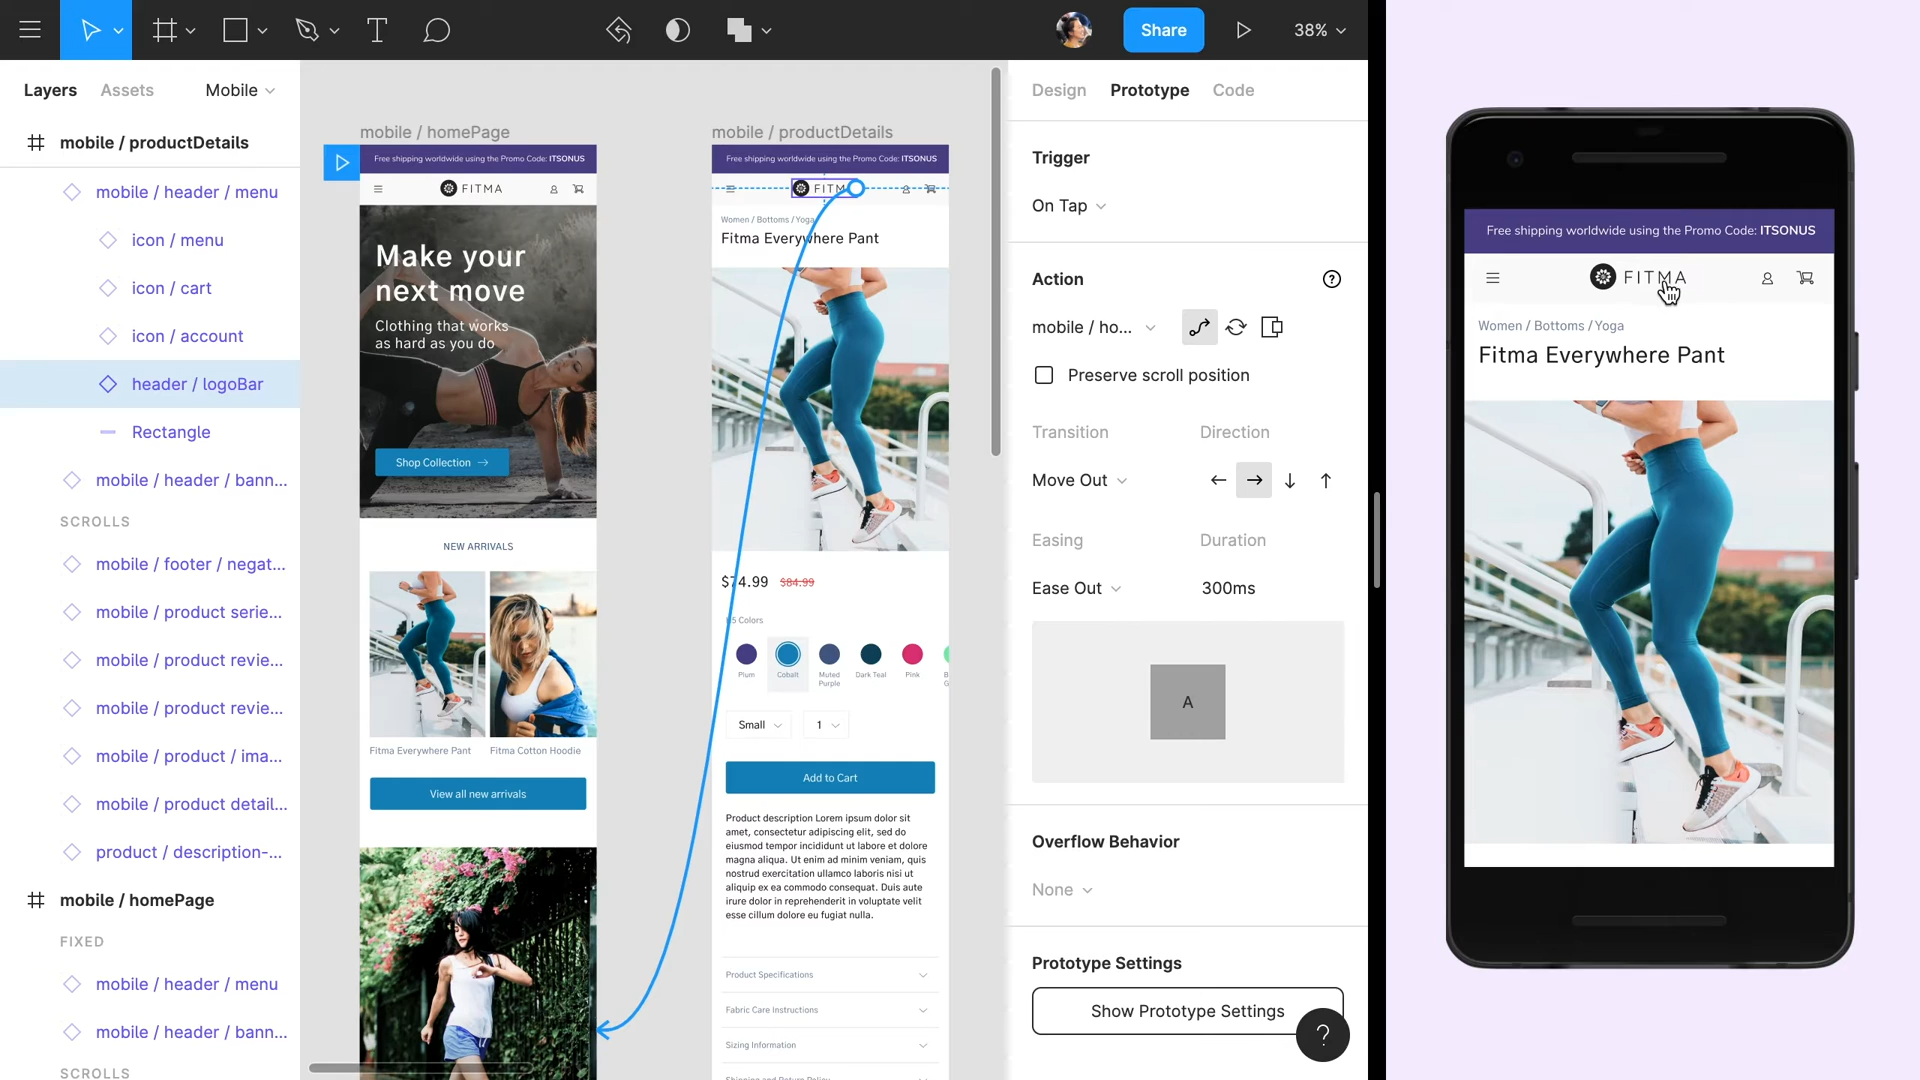 Share
38%
Layers
Assets
Mobile
mobile / productDetails
mobile / header / menu
icon / menu
icon / cart
icon / account
header / logoBar
Rectangle
mobile / header / bann...
SCROLLS
mobile / footer / negat...
mobile / product serie...
mobile / product revie...
mobile / product revie...
mobile / product / ima...
mobile / product detail...
product / description-...
mobile / homePage
FIXED
mobile / header / menu
mobile / header / bann...
SCROLLS
mobile / homePage
Free shipping worldwide using the Promo Code: ITSONUS
FITMA
Make your
next move
Clothing that works
as hard as you do
Shop Collection →
NEW ARRIVALS
Fitma Everywhere Pant
Fitma Cotton Hoodie
View all new arrivals
mobile / productDetails
Free shipping worldwide using the Promo Code: ITSONUS
Women / Bottoms / Yoga
Fitma Everywhere Pant
$74.99 $84.99
Colors
Plum
Cobalt
Muted
Purple
Dark Teal
Pink
Small
1
Add to Cart
Product description Lorem ipsum dolor sit
amet, consectetur adipiscing elit, sed do
eiusmod tempor incididunt ut labore et dolore
magna aliqua. Ut enim ad minim veniam, quis
nostrud exercitation ullamco laboris nisi ut
aliquip ex ea commodo consequat. Duis aute
irure dolor in reprehenderit in voluptate velit
esse cillum dolore eu fugiat nulla.
Product Specifications
Fabric Care Instructions
Sizing Information
Design
Prototype
Code
Trigger
On Tap
Action
?
mobile / ho...
Preserve scroll position
Transition
Direction
Move Out
← → ↓ ↑
Easing
Duration
Ease Out
300ms
A
Overflow Behavior
None
Prototype Settings
Show Prototype Settings
?
Free shipping worldwide using the Promo Code: ITSONUS
FITMA
Women / Bottoms / Yoga
Fitma Everywhere Pant